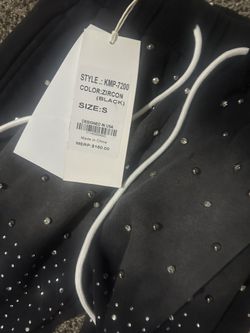 STYLE .: KMP-7200
COLOR:ZIRCON
(BLACK)
SIZE:S
DESIGNED IN USA
Made in China
MSRP:$160.00